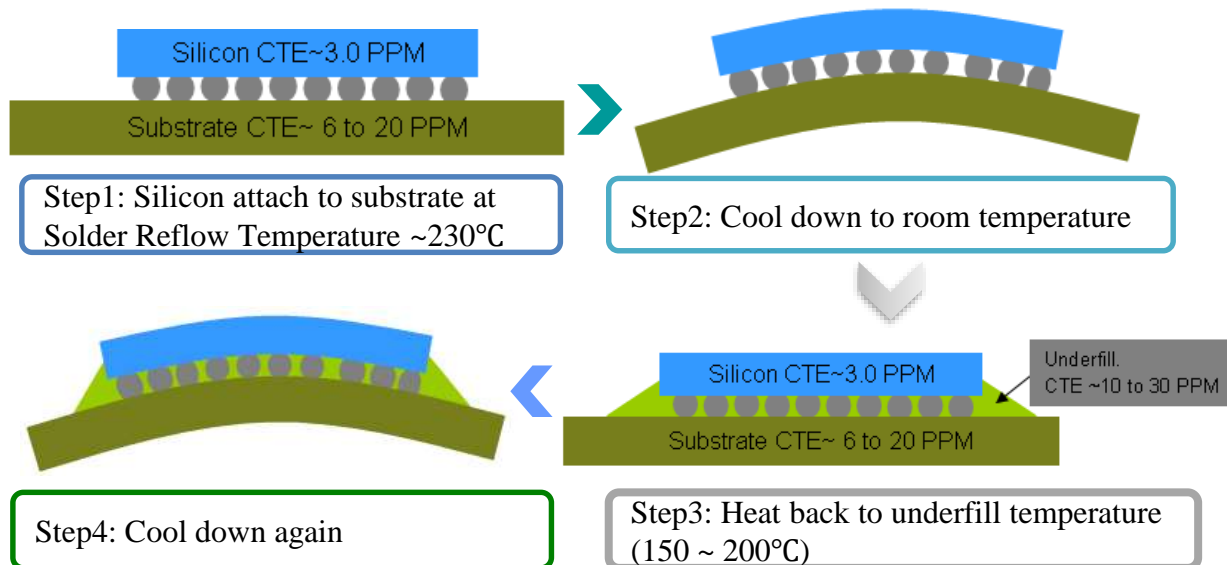 Silicon CTE~3.0 PPM
Substrate CTE~ 6 to 20 PPM
Step1: Silicon attach to substrate at
Solder Reflow Temperature ~230℃
Step2: Cool down to room temperature
Silicon CTE~3.0 PPM
Substrate CTE~ 6 to 20 PPM
Underfill.
CTE ~10 to 30 PPM
Step3: Heat back to underfill temperature
(150 ~ 200℃)
Step4: Cool down again